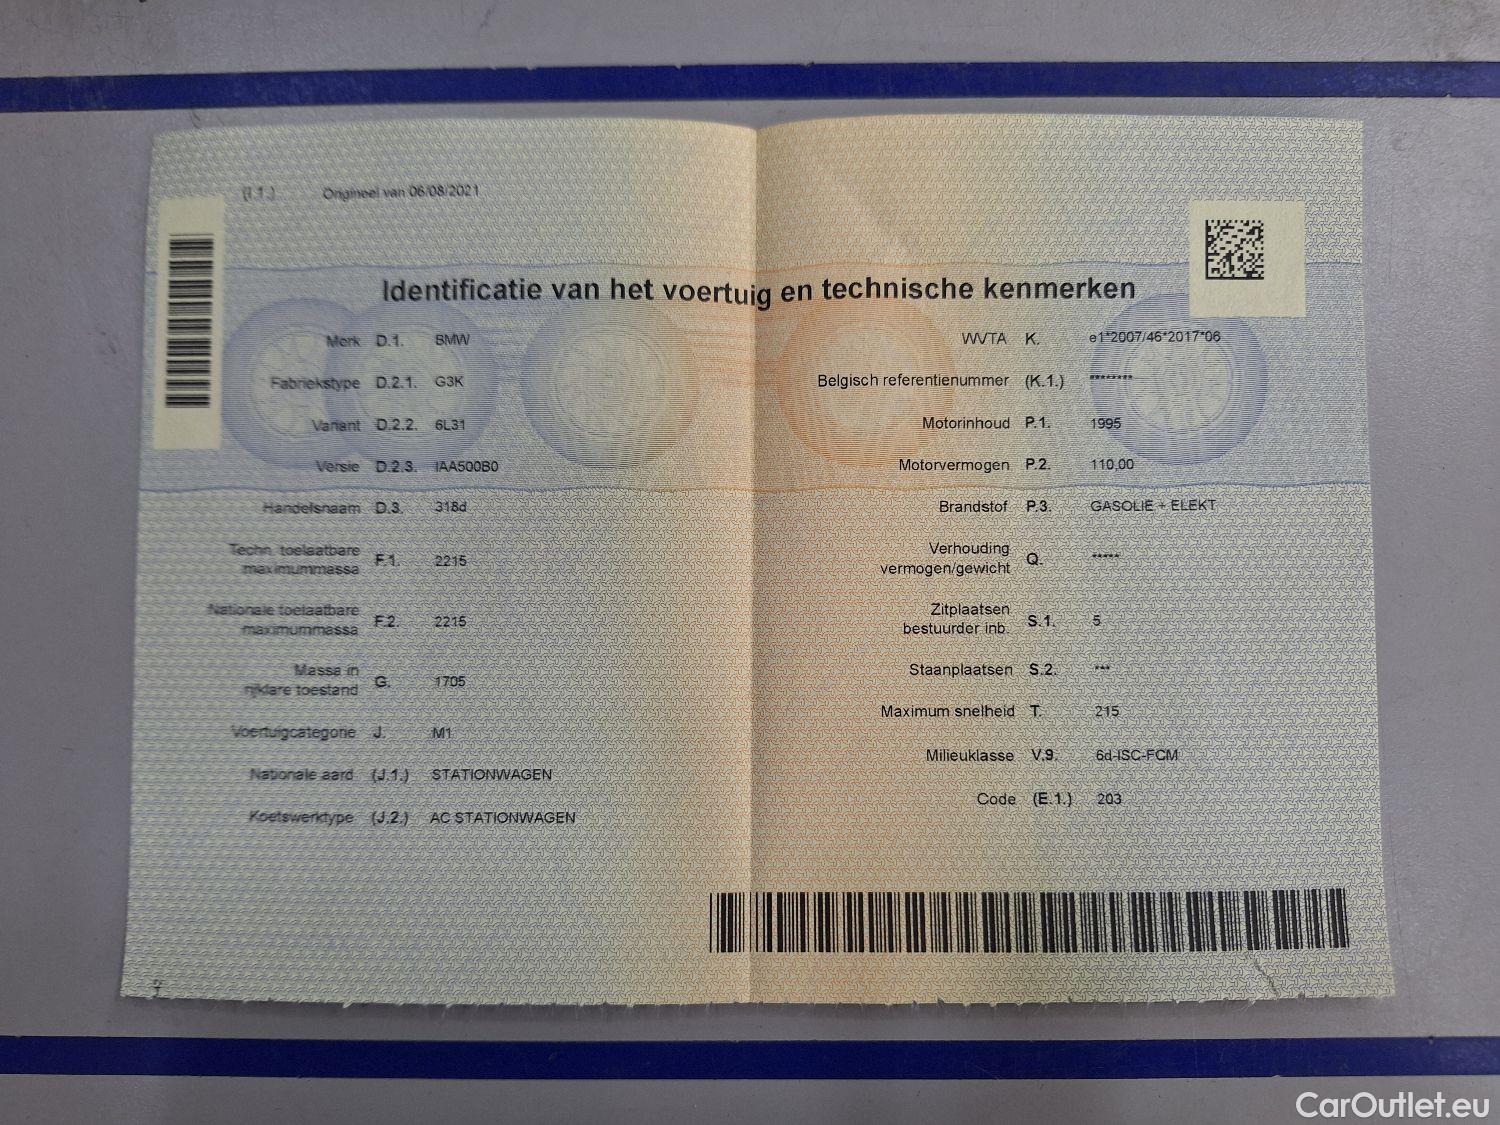 (I.1.) Origineel van 06/08/2021
Identificatie van het voertuig en technische kenmerken
Merk D.1. BMW
Fabriekstype D.2.1. G3K
Variant D.2.2. 6L31
Versie D.2.3. IAA500B0
Handelsnaam D.3. 318d
Techn. toelaatbare
maximummassa F.1. 2215
Nationale toelaatbare
maximummassa F.2. 2215
Massa in
rijklare toestand G. 1705
Voertuigcategorie J. M1
Nationale aard (J.1.) STATIONWAGEN
Koetswerktype (J.2.) AC STATIONWAGEN
WVTA K. e1*2007/46*2017*06
Belgisch referentienummer (K.1.) ********
Motorinhoud P.1. 1995
Motorvermogen P.2. 110,00
Brandstof P.3. GASOLIE + ELEKT
Verhouding
vermogen/gewicht Q. *****
Zitplaatsen
bestuurder inb. S.1. 5
Staanplaatsen S.2. ***
Maximum snelheid T. 215
Milieuklasse V.9. 6d-ISC-FCM
Code (E.1.) 203
CarOutlet.eu